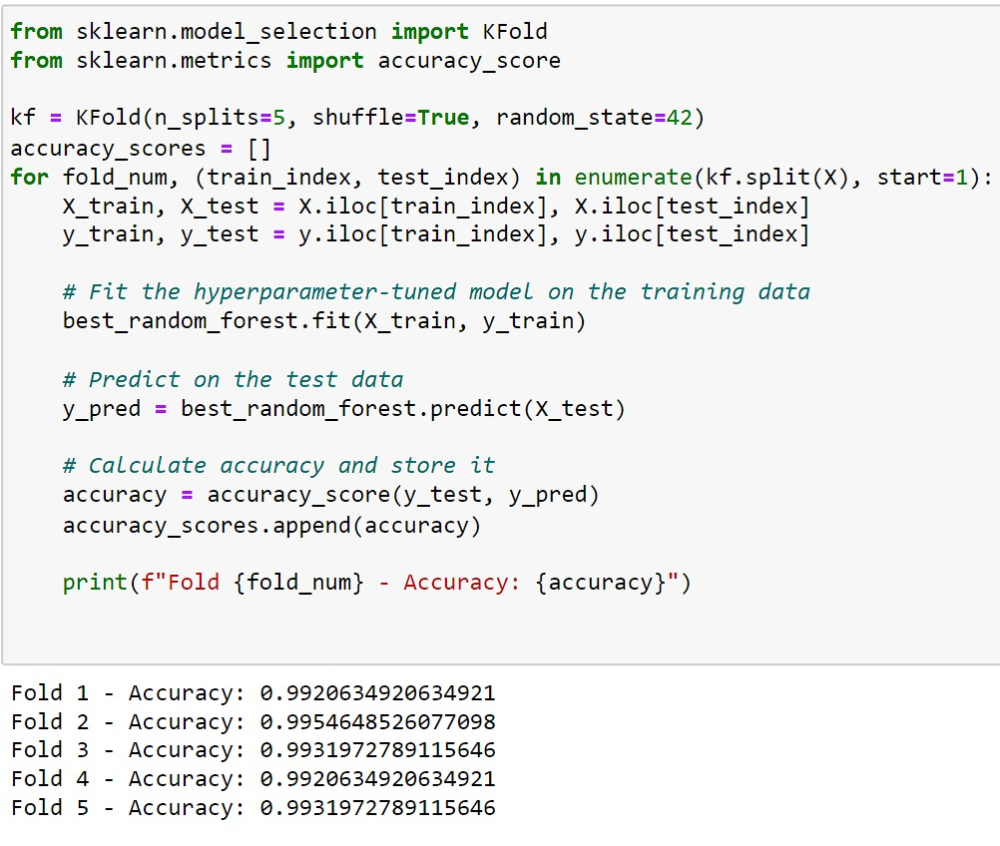 from sklearn.model_selection import KFold
from sklearn.metrics import accuracy_score

kf = KFold(n_splits=5, shuffle=True, random_state=42)
accuracy_scores = []
for fold_num, (train_index, test_index) in enumerate(kf.split(X), start=1):
    X_train, X_test = X.iloc[train_index], X.iloc[test_index]
    y_train, y_test = y.iloc[train_index], y.iloc[test_index]

    # Fit the hyperparameter-tuned model on the training data
    best_random_forest.fit(X_train, y_train)

    # Predict on the test data
    y_pred = best_random_forest.predict(X_test)

    # Calculate accuracy and store it
    accuracy = accuracy_score(y_test, y_pred)
    accuracy_scores.append(accuracy)

    print(f"Fold {fold_num} - Accuracy: {accuracy}")

Fold 1 - Accuracy: 0.9920634920634921
Fold 2 - Accuracy: 0.9954648526077098
Fold 3 - Accuracy: 0.9931972789115646
Fold 4 - Accuracy: 0.9920634920634921
Fold 5 - Accuracy: 0.9931972789115646